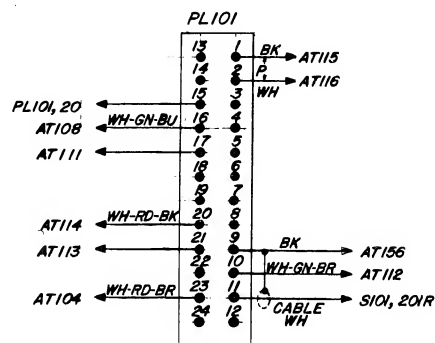 PL101
13 1 BK AT115
14 2 P AT116
WH
PL101, 20 15 3
AT108 WH-GN-BU 16 4
AT111 17 5
18 6
19 7
AT114 WH-RD-BK 20 8
AT113 21 9 BK AT156
22 10 WH-GN-BR AT112
AT104 WH-RD-BR 23 11 S101, 201R
24 12 CABLE
WH